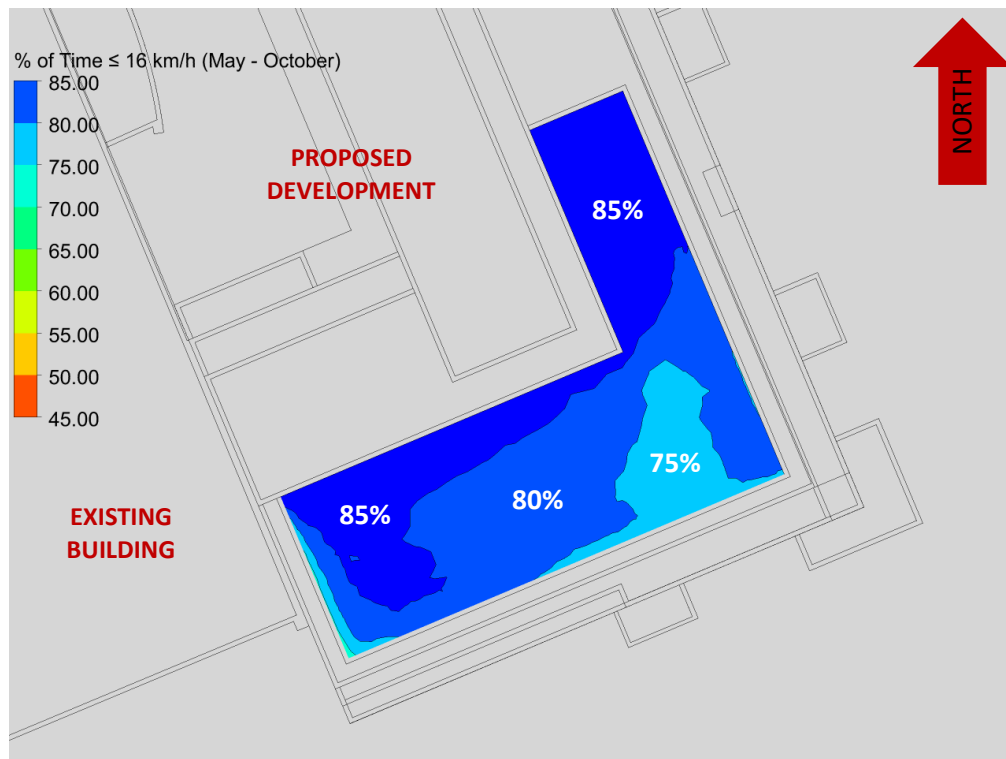 % of Time ≤ 16 km/h (May - October)
85.00
80.00
75.00
70.00
65.00
60.00
55.00
50.00
45.00
NORTH
PROPOSED
DEVELOPMENT
85%
75%
80%
85%
EXISTING
BUILDING